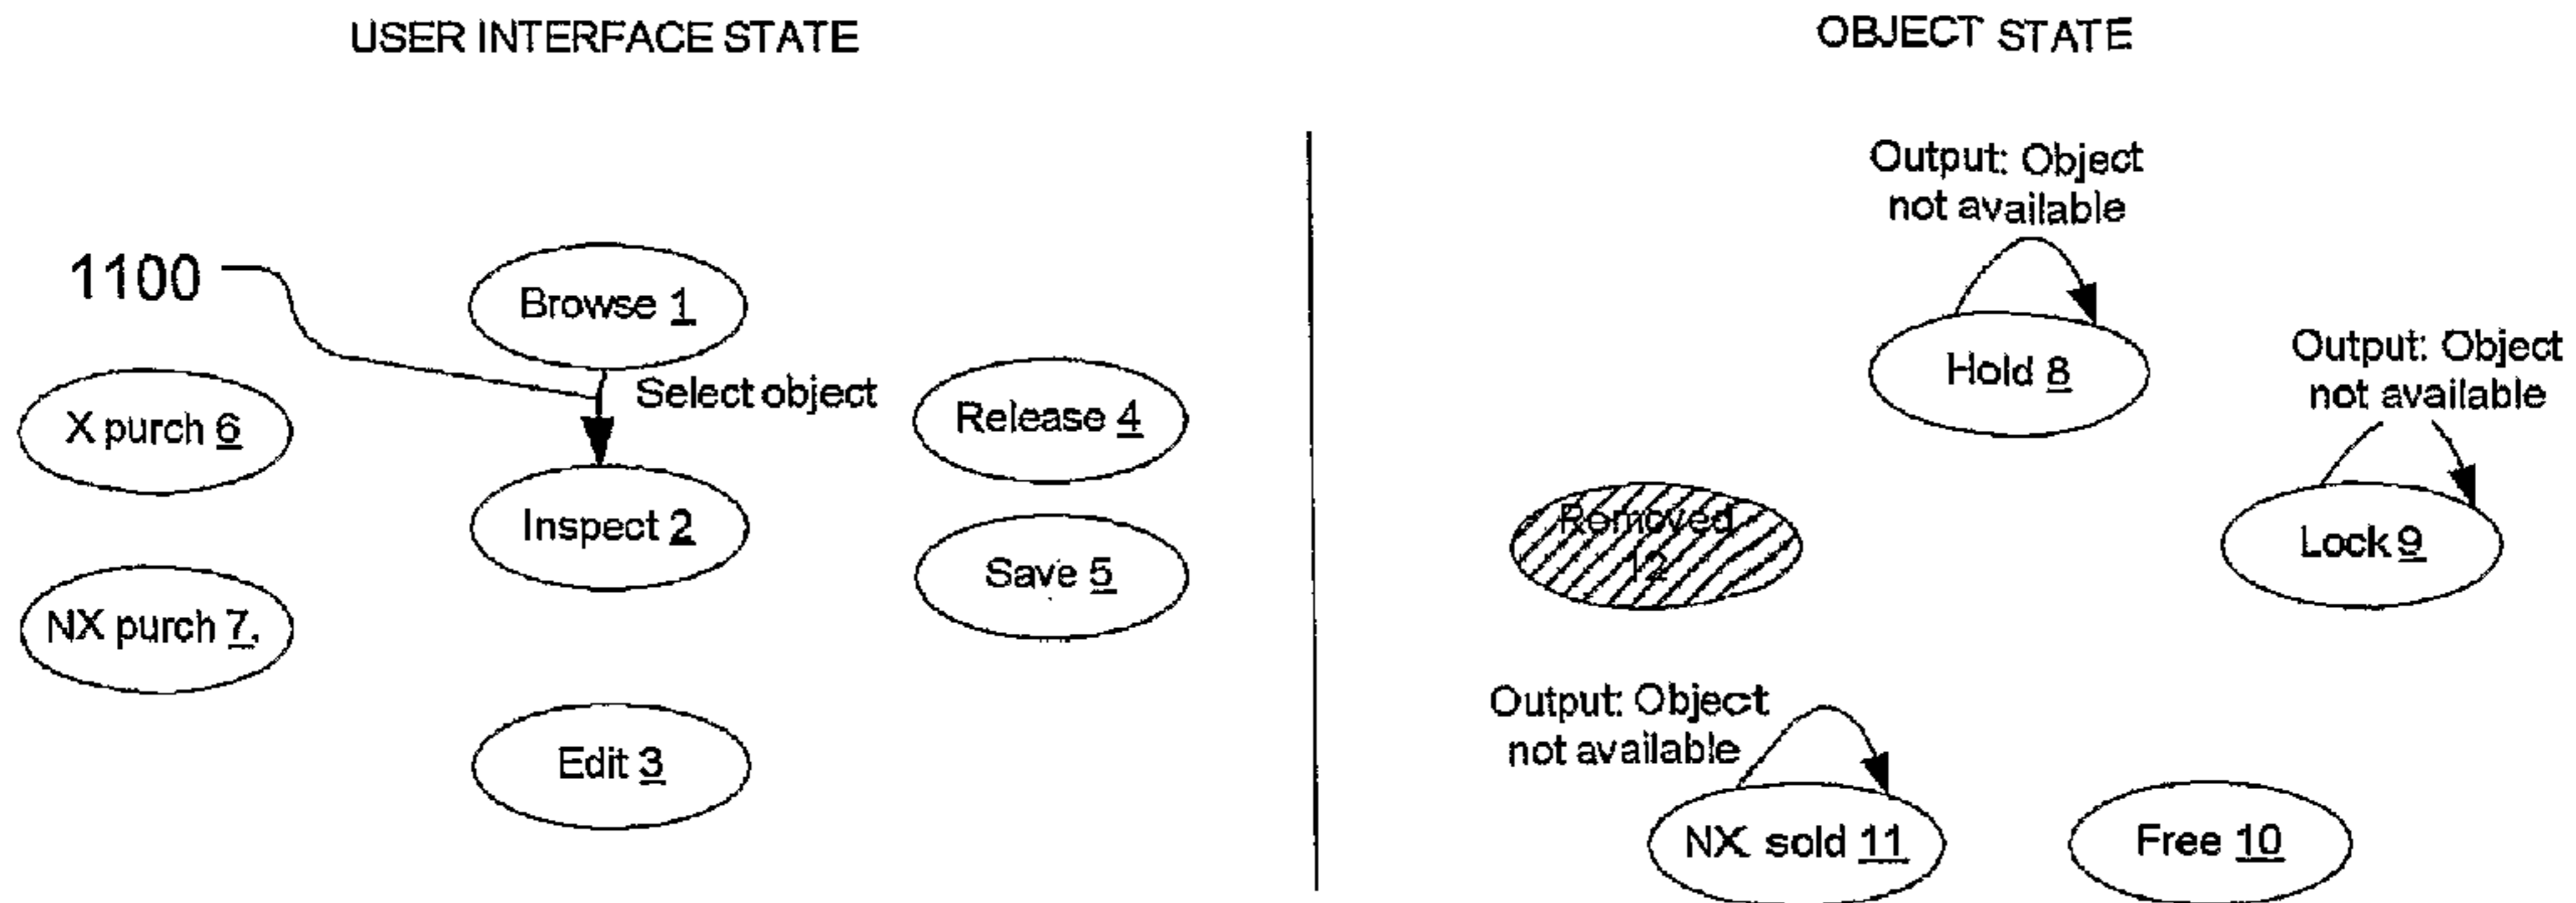 USER INTERFACE STATE
OBJECT STATE
Output: Object
not available
1100
Browse 1
Hold 8
Output: Object
not available
Select object
X purch 6
Release 4
Inspect 2
Removed
12
Lock 9
Save 5
NX purch 7.
Output: Object
not available
Edit 3
NX sold 11
Free 10